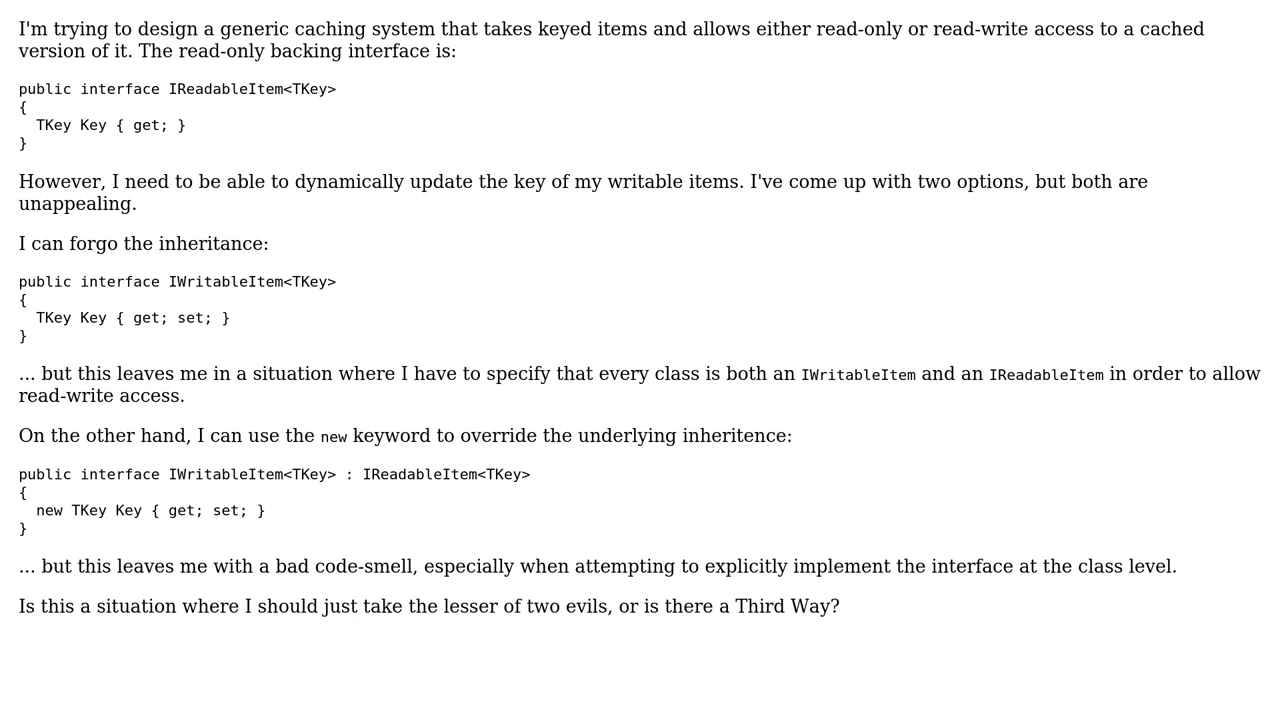 I'm trying to design a generic caching system that takes keyed items and allows either read-only or read-write access to a cached
version of it. The read-only backing interface is:
public interface IReadableItem<TKey>
{
  TKey Key { get; }
}
However, I need to be able to dynamically update the key of my writable items. I've come up with two options, but both are
unappealing.
I can forgo the inheritance:
public interface IWritableItem<TKey>
{
  TKey Key { get; set; }
}
... but this leaves me in a situation where I have to specify that every class is both an IWritableItem and an IReadableItem in order to allow
read-write access.
On the other hand, I can use the new keyword to override the underlying inheritence:
public interface IWritableItem<TKey> : IReadableItem<TKey>
{
  new TKey Key { get; set; }
}
... but this leaves me with a bad code-smell, especially when attempting to explicitly implement the interface at the class level.
Is this a situation where I should just take the lesser of two evils, or is there a Third Way?